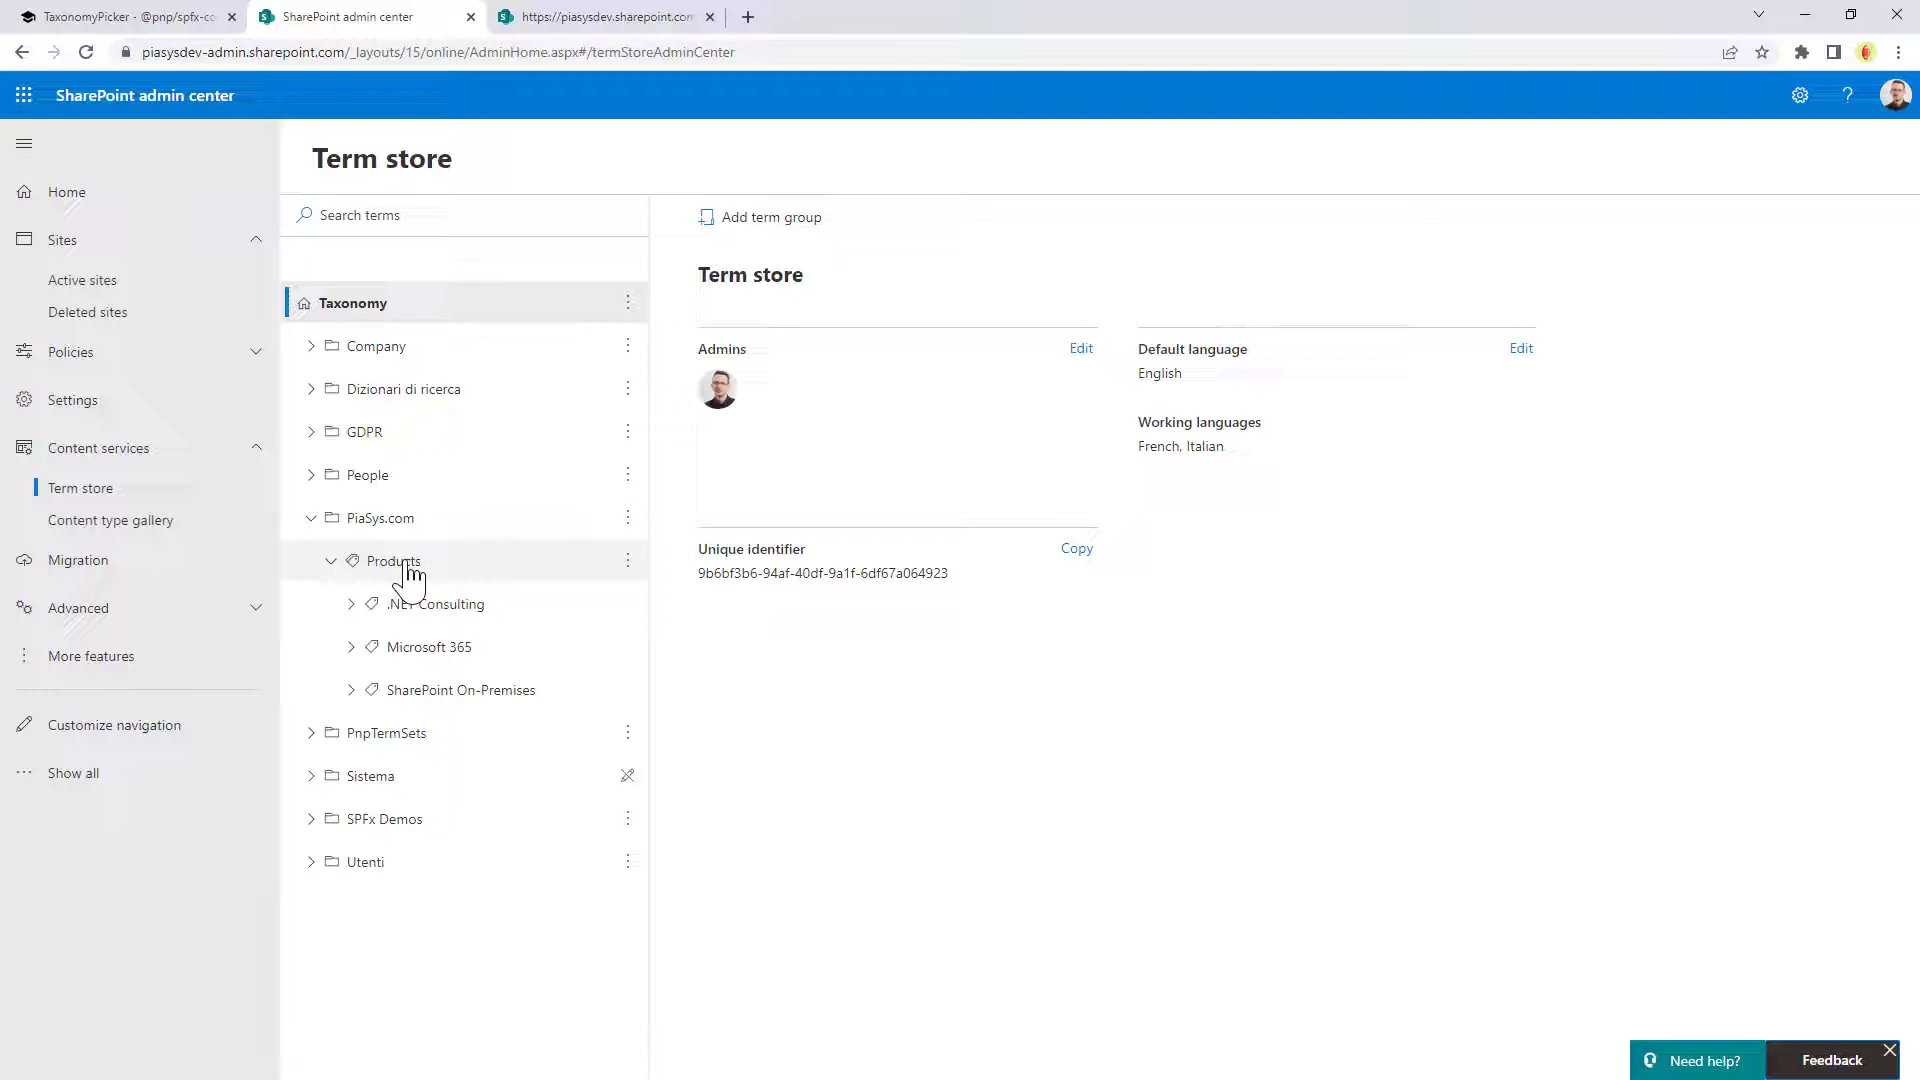 TaxonomyPicker - @pnp/spfx-co
SharePoint admin center
https://piasysdev.sharepoint.com
piasysdev-admin.sharepoint.com/_layouts/15/online/AdminHome.aspx#/termStoreAdminCenter
SharePoint admin center
Home
Sites
Active sites
Deleted sites
Policies
Settings
Content services
Term store
Content type gallery
Migration
Advanced
More features
Customize navigation
Show all
Term store
Search terms
Taxonomy
Company
Dizionari di ricerca
GDPR
People
PiaSys.com
Products
.NET Consulting
Microsoft 365
SharePoint On-Premises
PnpTermSets
Sistema
SPFx Demos
Utenti
Add term group
Term store
Admins
Edit
Default language
Edit
English
Working languages
French, Italian
Unique identifier
Copy
9b6bf3b6-94af-40df-9a1f-6df67a064923
Need help?
Feedback